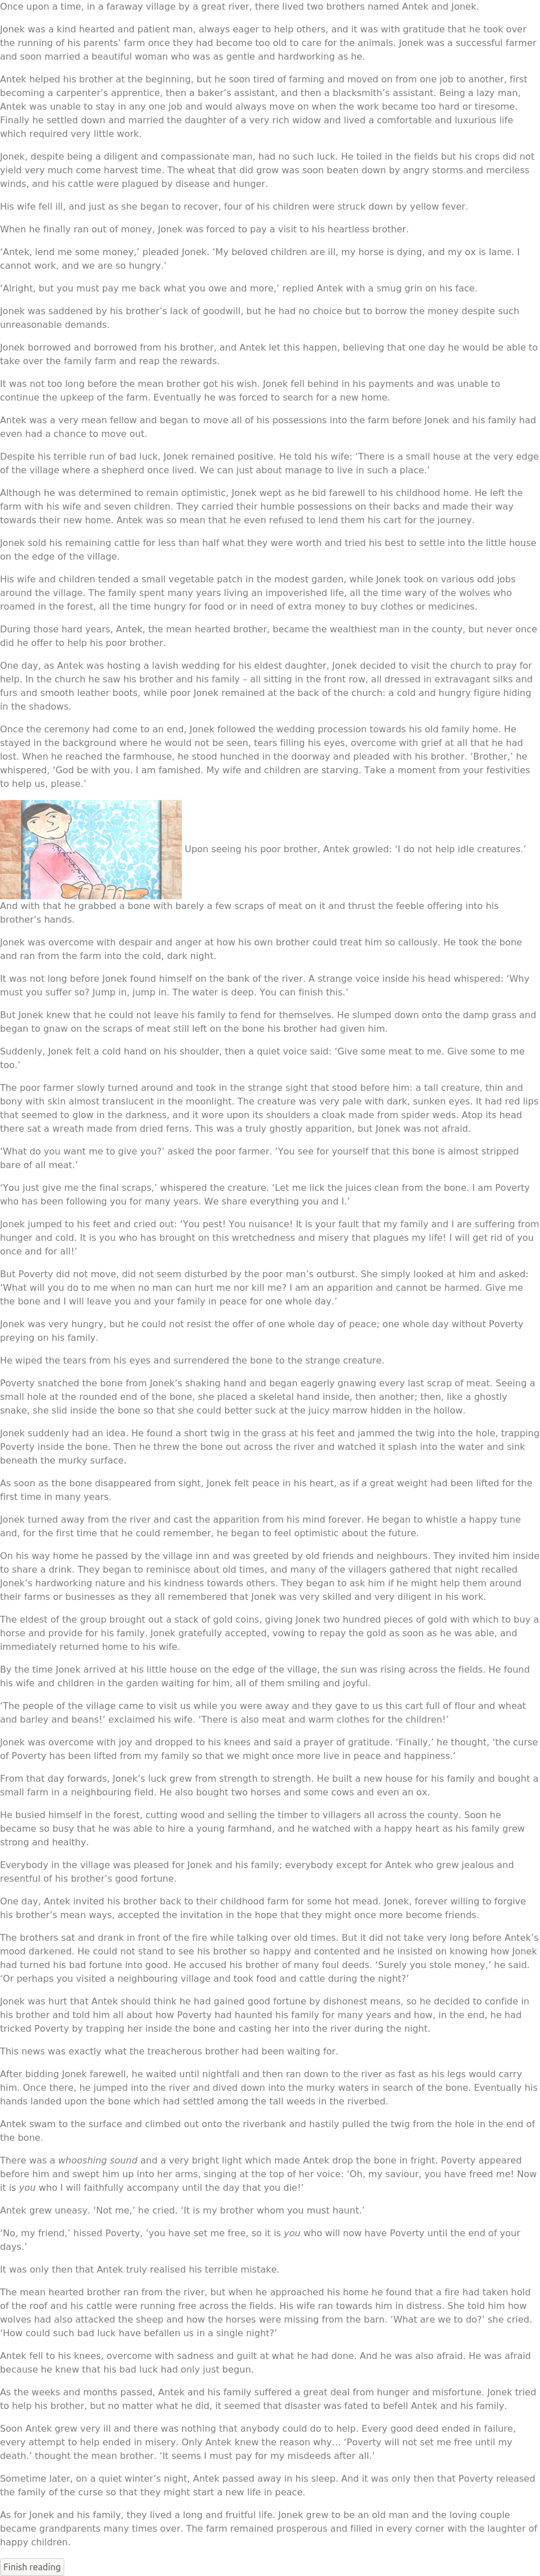 Once upon a time, in a faraway village by a great river, there lived two brothers named Antek and Jonek.
Jonek was a kind hearted and patient man, always eager to help others, and it was with gratitude that he took over
the running of his parents’ farm once they had become too old to care for the animals. Jonek was a successful farmer
and soon married a beautiful woman who was as gentle and hardworking as he.
Antek helped his brother at the beginning, but he soon tired of farming and moved on from one job to another, first
becoming a carpenter’s apprentice, then a baker’s assistant, and then a blacksmith’s assistant. Being a lazy man,
Antek was unable to stay in any one job and would always move on when the work became too hard or tiresome.
Finally he settled down and married the daughter of a very rich widow and lived a comfortable and luxurious life
which required very little work.
Jonek, despite being a diligent and compassionate man, had no such luck. He toiled in the fields but his crops did not
yield very much come harvest time. The wheat that did grow was soon beaten down by angry storms and merciless
winds, and his cattle were plagued by disease and hunger.
His wife fell ill, and just as she began to recover, four of his children were struck down by yellow fever.
When he finally ran out of money, Jonek was forced to pay a visit to his heartless brother.
‘Antek, lend me some money,’ pleaded Jonek. ‘My beloved children are ill, my horse is dying, and my ox is lame. I
cannot work, and we are so hungry.’
‘Alright, but you must pay me back what you owe and more,’ replied Antek with a smug grin on his face.
Jonek was saddened by his brother’s lack of goodwill, but he had no choice but to borrow the money despite such
unreasonable demands.
Jonek borrowed and borrowed from his brother, and Antek let this happen, believing that one day he would be able to
take over the family farm and reap the rewards.
It was not too long before the mean brother got his wish. Jonek fell behind in his payments and was unable to
continue the upkeep of the farm. Eventually he was forced to search for a new home.
Antek was a very mean fellow and began to move all of his possessions into the farm before Jonek and his family had
even had a chance to move out.
Despite his terrible run of bad luck, Jonek remained positive. He told his wife: ‘There is a small house at the very edge
of the village where a shepherd once lived. We can just about manage to live in such a place.’
Although he was determined to remain optimistic, Jonek wept as he bid farewell to his childhood home. He left the
farm with his wife and seven children. They carried their humble possessions on their backs and made their way
towards their new home. Antek was so mean that he even refused to lend them his cart for the journey.
Jonek sold his remaining cattle for less than half what they were worth and tried his best to settle into the little house
on the edge of the village.
His wife and children tended a small vegetable patch in the modest garden, while Jonek took on various odd jobs
around the village. The family spent many years living an impoverished life, all the time wary of the wolves who
roamed in the forest, all the time hungry for food or in need of extra money to buy clothes or medicines.
During those hard years, Antek, the mean hearted brother, became the wealthiest man in the county, but never once
did he offer to help his poor brother.
One day, as Antek was hosting a lavish wedding for his eldest daughter, Jonek decided to visit the church to pray for
help. In the church he saw his brother and his family – all sitting in the front row, all dressed in extravagant silks and
furs and smooth leather boots, while poor Jonek remained at the back of the church: a cold and hungry figure hiding
in the shadows.
Once the ceremony had come to an end, Jonek followed the wedding procession towards his old family home. He
stayed in the background where he would not be seen, tears filling his eyes, overcome with grief at all that he had
lost. When he reached the farmhouse, he stood hunched in the doorway and pleaded with his brother. ‘Brother,’ he
whispered, ‘God be with you. I am famished. My wife and children are starving. Take a moment from your festivities
to help us, please.’
Upon seeing his poor brother, Antek growled: ‘I do not help idle creatures.’
And with that he grabbed a bone with barely a few scraps of meat on it and thrust the feeble offering into his
brother’s hands.
Jonek was overcome with despair and anger at how his own brother could treat him so callously. He took the bone
and ran from the farm into the cold, dark night.
It was not long before Jonek found himself on the bank of the river. A strange voice inside his head whispered: ‘Why
must you suffer so? Jump in, jump in. The water is deep. You can finish this.’
But Jonek knew that he could not leave his family to fend for themselves. He slumped down onto the damp grass and
began to gnaw on the scraps of meat still left on the bone his brother had given him.
Suddenly, Jonek felt a cold hand on his shoulder, then a quiet voice said: ‘Give some meat to me. Give some to me
too.’
The poor farmer slowly turned around and took in the strange sight that stood before him: a tall creature, thin and
bony with skin almost translucent in the moonlight. The creature was very pale with dark, sunken eyes. It had red lips
that seemed to glow in the darkness, and it wore upon its shoulders a cloak made from spider weds. Atop its head
there sat a wreath made from dried ferns. This was a truly ghostly apparition, but Jonek was not afraid.
‘What do you want me to give you?’ asked the poor farmer. ‘You see for yourself that this bone is almost stripped
bare of all meat.’
‘You just give me the final scraps,’ whispered the creature. ‘Let me lick the juices clean from the bone. I am Poverty
who has been following you for many years. We share everything you and I.’
Jonek jumped to his feet and cried out: ‘You pest! You nuisance! It is your fault that my family and I are suffering from
hunger and cold. It is you who has brought on this wretchedness and misery that plagues my life! I will get rid of you
once and for all!’
But Poverty did not move, did not seem disturbed by the poor man’s outburst. She simply looked at him and asked:
‘What will you do to me when no man can hurt me nor kill me? I am an apparition and cannot be harmed. Give me
the bone and I will leave you and your family in peace for one whole day.’
Jonek was very hungry, but he could not resist the offer of one whole day of peace; one whole day without Poverty
preying on his family.
He wiped the tears from his eyes and surrendered the bone to the strange creature.
Poverty snatched the bone from Jonek’s shaking hand and began eagerly gnawing every last scrap of meat. Seeing a
small hole at the rounded end of the bone, she placed a skeletal hand inside, then another; then, like a ghostly
snake, she slid inside the bone so that she could better suck at the juicy marrow hidden in the hollow.
Jonek suddenly had an idea. He found a short twig in the grass at his feet and jammed the twig into the hole, trapping
Poverty inside the bone. Then he threw the bone out across the river and watched it splash into the water and sink
beneath the murky surface.
As soon as the bone disappeared from sight, Jonek felt peace in his heart, as if a great weight had been lifted for the
first time in many years.
Jonek turned away from the river and cast the apparition from his mind forever. He began to whistle a happy tune
and, for the first time that he could remember, he began to feel optimistic about the future.
On his way home he passed by the village inn and was greeted by old friends and neighbours. They invited him inside
to share a drink. They began to reminisce about old times, and many of the villagers gathered that night recalled
Jonek’s hardworking nature and his kindness towards others. They began to ask him if he might help them around
their farms or businesses as they all remembered that Jonek was very skilled and very diligent in his work.
The eldest of the group brought out a stack of gold coins, giving Jonek two hundred pieces of gold with which to buy a
horse and provide for his family. Jonek gratefully accepted, vowing to repay the gold as soon as he was able, and
immediately returned home to his wife.
By the time Jonek arrived at his little house on the edge of the village, the sun was rising across the fields. He found
his wife and children in the garden waiting for him, all of them smiling and joyful.
‘The people of the village came to visit us while you were away and they gave to us this cart full of flour and wheat
and barley and beans!’ exclaimed his wife. ‘There is also meat and warm clothes for the children!’
Jonek was overcome with joy and dropped to his knees and said a prayer of gratitude. ‘Finally,’ he thought, ‘the curse
of Poverty has been lifted from my family so that we might once more live in peace and happiness.’
From that day forwards, Jonek’s luck grew from strength to strength. He built a new house for his family and bought a
small farm in a neighbouring field. He also bought two horses and some cows and even an ox.
He busied himself in the forest, cutting wood and selling the timber to villagers all across the county. Soon he
became so busy that he was able to hire a young farmhand, and he watched with a happy heart as his family grew
strong and healthy.
Everybody in the village was pleased for Jonek and his family; everybody except for Antek who grew jealous and
resentful of his brother’s good fortune.
One day, Antek invited his brother back to their childhood farm for some hot mead. Jonek, forever willing to forgive
his brother’s mean ways, accepted the invitation in the hope that they might once more become friends.
The brothers sat and drank in front of the fire while talking over old times. But it did not take very long before Antek’s
mood darkened. He could not stand to see his brother so happy and contented and he insisted on knowing how Jonek
had turned his bad fortune into good. He accused his brother of many foul deeds. ‘Surely you stole money,’ he said.
‘Or perhaps you visited a neighbouring village and took food and cattle during the night?’
Jonek was hurt that Antek should think he had gained good fortune by dishonest means, so he decided to confide in
his brother and told him all about how Poverty had haunted his family for many years and how, in the end, he had
tricked Poverty by trapping her inside the bone and casting her into the river during the night.
This news was exactly what the treacherous brother had been waiting for.
After bidding Jonek farewell, he waited until nightfall and then ran down to the river as fast as his legs would carry
him. Once there, he jumped into the river and dived down into the murky waters in search of the bone. Eventually his
hands landed upon the bone which had settled among the tall weeds in the riverbed.
Antek swam to the surface and climbed out onto the riverbank and hastily pulled the twig from the hole in the end of
the bone.
There was a whooshing sound and a very bright light which made Antek drop the bone in fright. Poverty appeared
before him and swept him up into her arms, singing at the top of her voice: ‘Oh, my saviour, you have freed me! Now
it is you who I will faithfully accompany until the day that you die!’
Antek grew uneasy. ‘Not me,’ he cried. ‘It is my brother whom you must haunt.’
‘No, my friend,’ hissed Poverty, ‘you have set me free, so it is you who will now have Poverty until the end of your
days.’
It was only then that Antek truly realised his terrible mistake.
The mean hearted brother ran from the river, but when he approached his home he found that a fire had taken hold
of the roof and his cattle were running free across the fields. His wife ran towards him in distress. She told him how
wolves had also attacked the sheep and how the horses were missing from the barn. ‘What are we to do?’ she cried.
‘How could such bad luck have befallen us in a single night?’
Antek fell to his knees, overcome with sadness and guilt at what he had done. And he was also afraid. He was afraid
because he knew that his bad luck had only just begun.
As the weeks and months passed, Antek and his family suffered a great deal from hunger and misfortune. Jonek tried
to help his brother, but no matter what he did, it seemed that disaster was fated to befell Antek and his family.
Soon Antek grew very ill and there was nothing that anybody could do to help. Every good deed ended in failure,
every attempt to help ended in misery. Only Antek knew the reason why… ‘Poverty will not set me free until my
death.’ thought the mean brother. ‘It seems I must pay for my misdeeds after all.’
Sometime later, on a quiet winter’s night, Antek passed away in his sleep. And it was only then that Poverty released
the family of the curse so that they might start a new life in peace.
As for Jonek and his family, they lived a long and fruitful life. Jonek grew to be an old man and the loving couple
became grandparents many times over. The farm remained prosperous and filled in every corner with the laughter of
happy children.
Finish reading